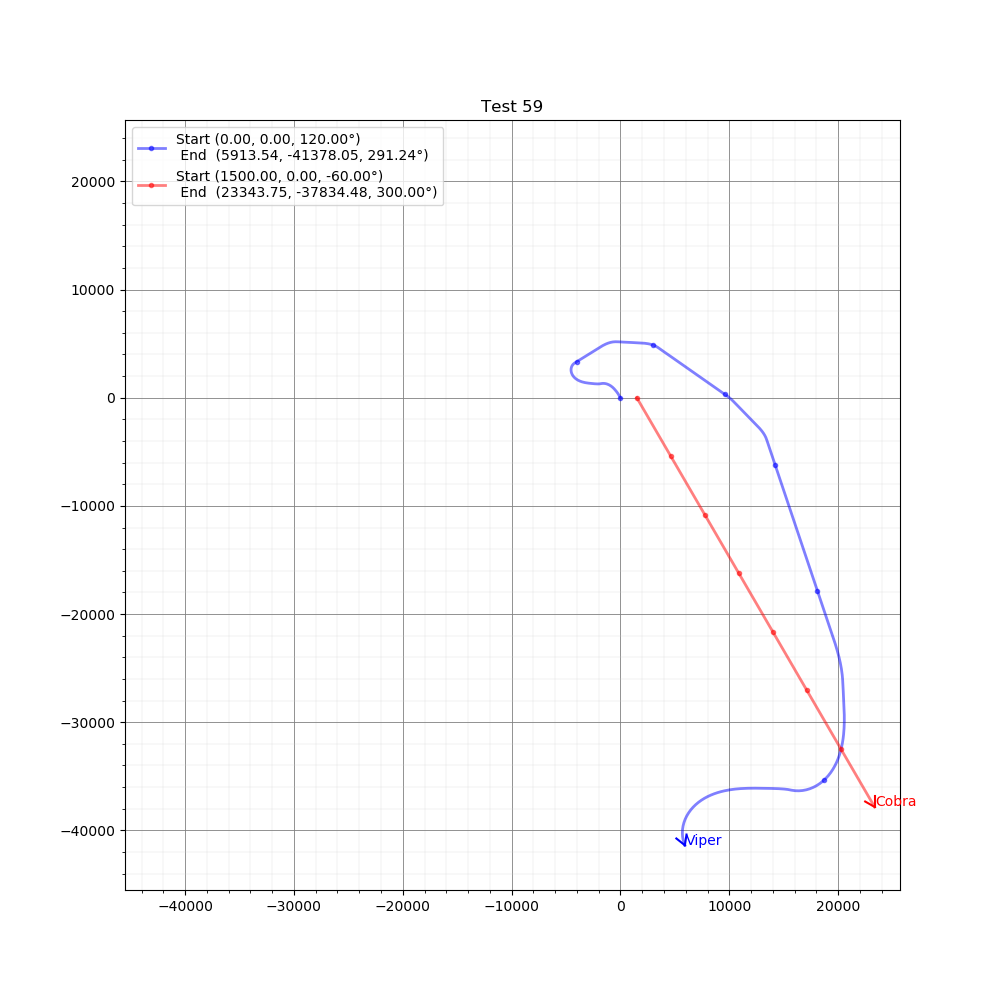 Test 59
Start (0.00, 0.00, 120.00°)
End (5913.54, -41378.05, 291.24°)
Start (1500.00, 0.00, -60.00°)
End (23343.75, -37834.48, 300.00°)
20000
10000
0
−10000
−20000
−30000
−40000
Cobra
Viper
−40000 −30000 −20000 −10000 0 10000 20000